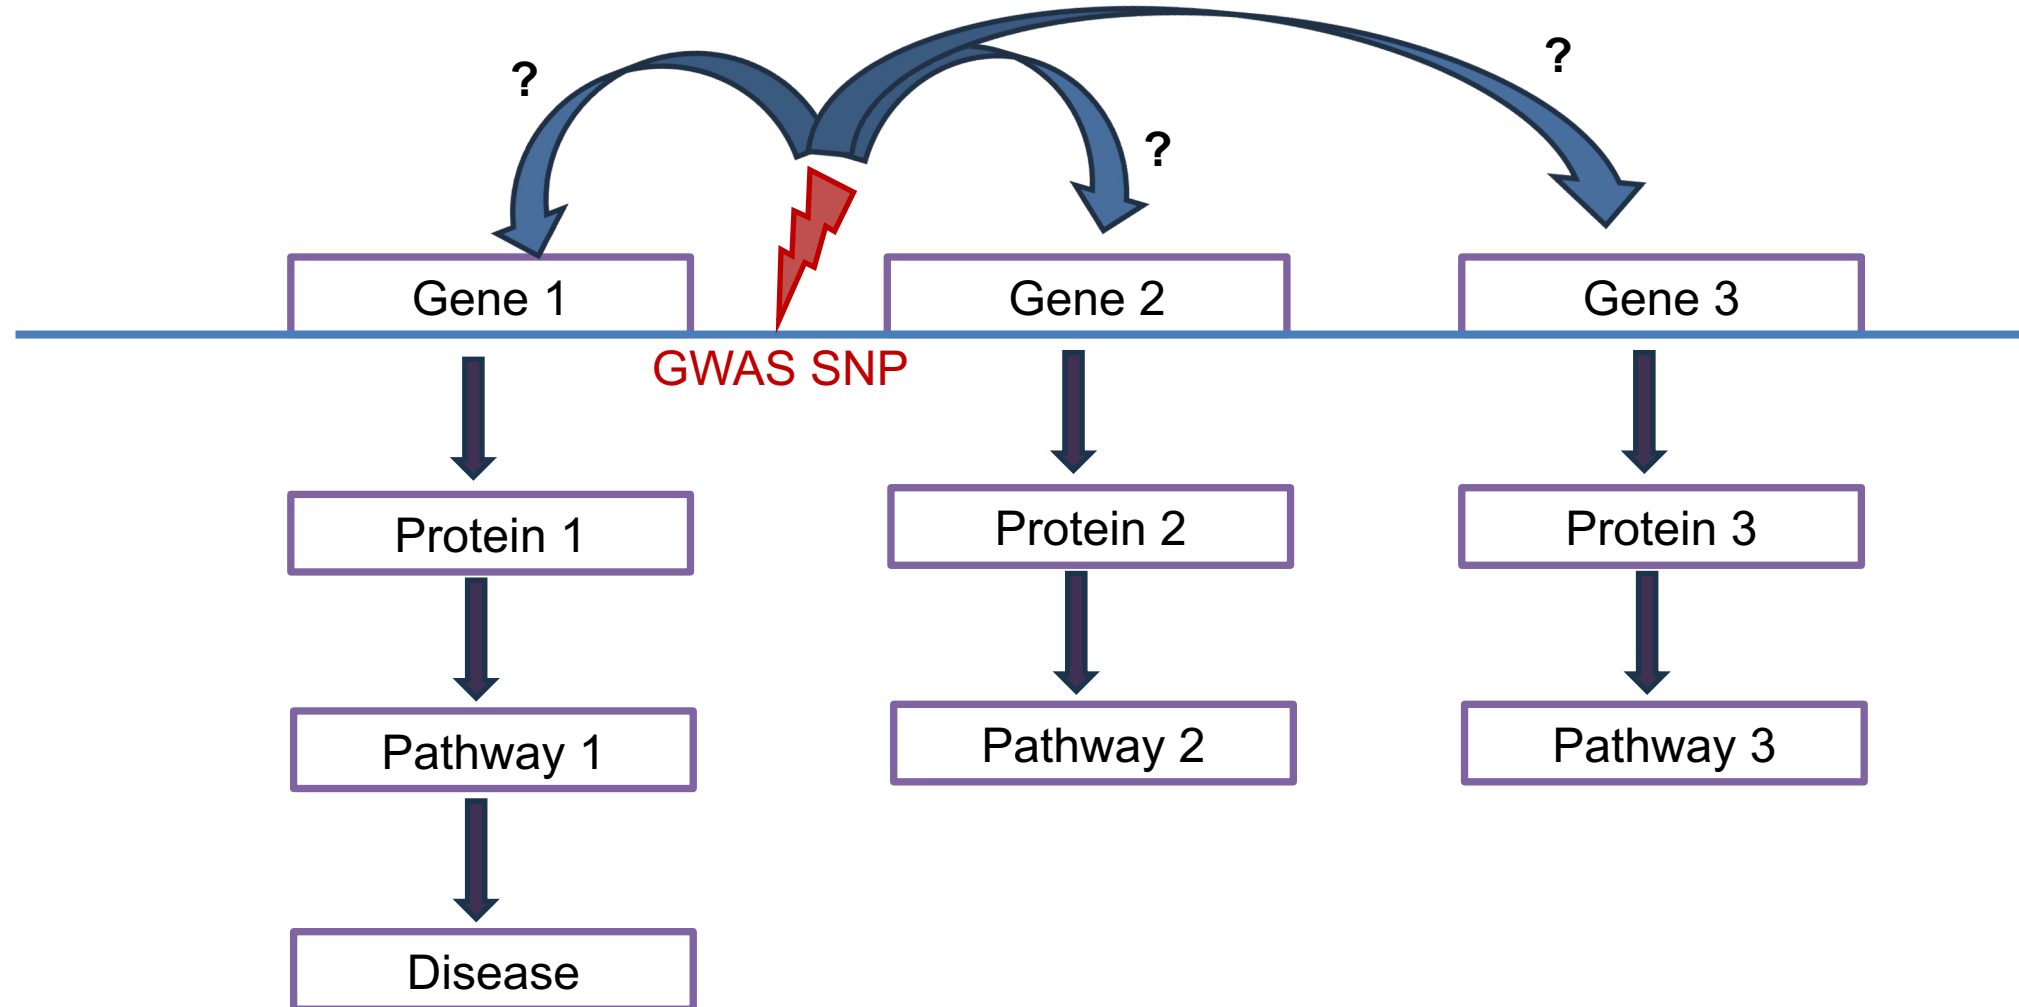 ?
?
?
Gene 1
Gene 2
Gene 3
GWAS SNP
Protein 1
Protein 2
Protein 3
Pathway 1
Pathway 2
Pathway 3
Disease